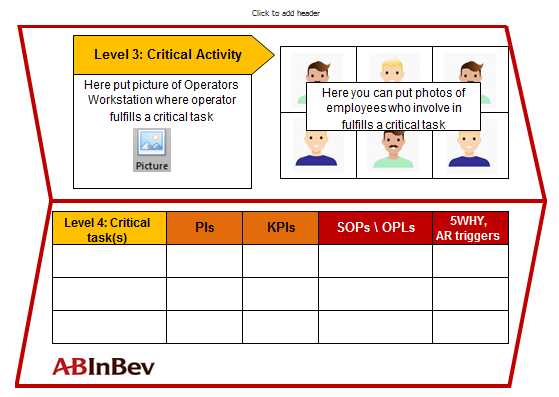 Click to add header
Level 3: Critical Activity
Here put picture of Operators
Workstation where operator
fulfills a critical task
Picture
Here you can put photos of
employees who involve in
fulfills a critical task
Level 4: Critical
task(s)
PIs
KPIs
SOPs \ OPLs
5WHY,
AR triggers
ABInBev